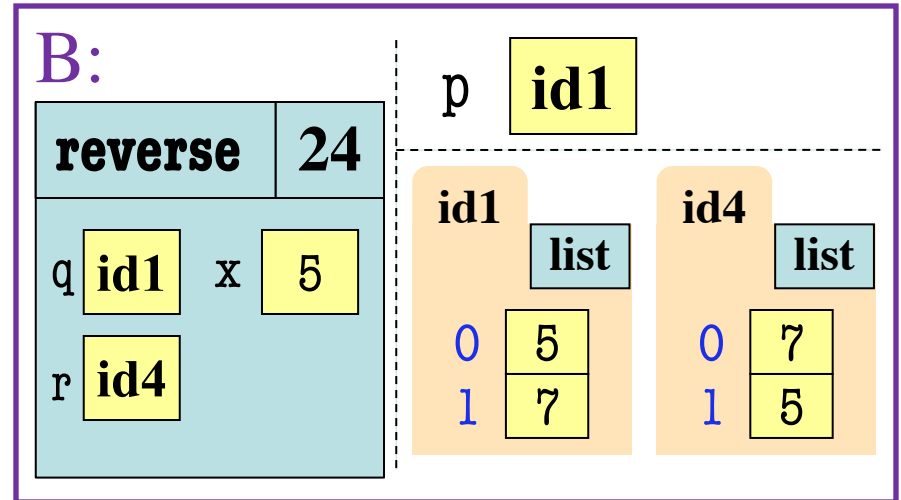 B:
reverse 24
q id1 x 5
r id4
p id1
id1
list
0 5
1 7
id4
list
0 7
1 5